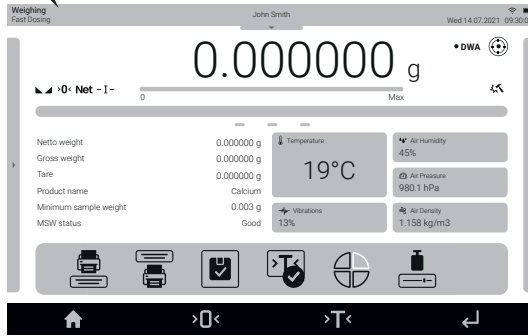 Weighing
Fast Dosing
John Smith
Wed 14.07.2021 09:30:0
0.000000 g
• DWA
›0‹ Net -I-
0
Max
Netto weight 0.000000 g
Gross weight 0.000000 g
Tare 0.000000 g
Product name Calcium
Minimum sample weight 0.003 g
MSW status Good
Temperature
19°C
Vibrations
13%
Air Humidity
45%
Air Preasure
980.1 hPa
Air Density
1.158 kg/m3
›T‹
›0‹
›T‹